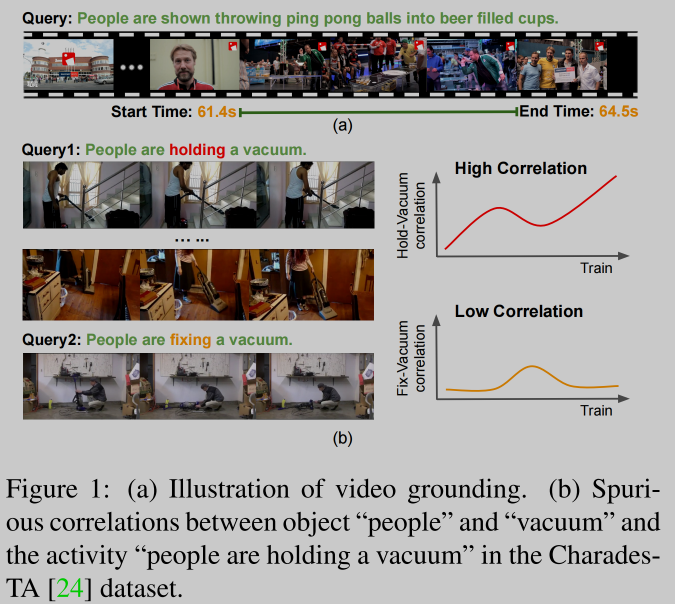 Query: People are shown throwing ping pong balls into beer filled cups.
Start Time: 61.4s
End Time: 64.5s
(a)
Query1: People are holding a vacuum.
... ...
Query2: People are fixing a vacuum.
(b)
High Correlation
Hold-Vacuum
correlation
Train
Low Correlation
Fix-Vacuum
correlation
Train
Figure 1: (a) Illustration of video grounding. (b) Spuri-
ous correlations between object “people” and “vacuum” and
the activity “people are holding a vacuum” in the Charades-
TA [24] dataset.